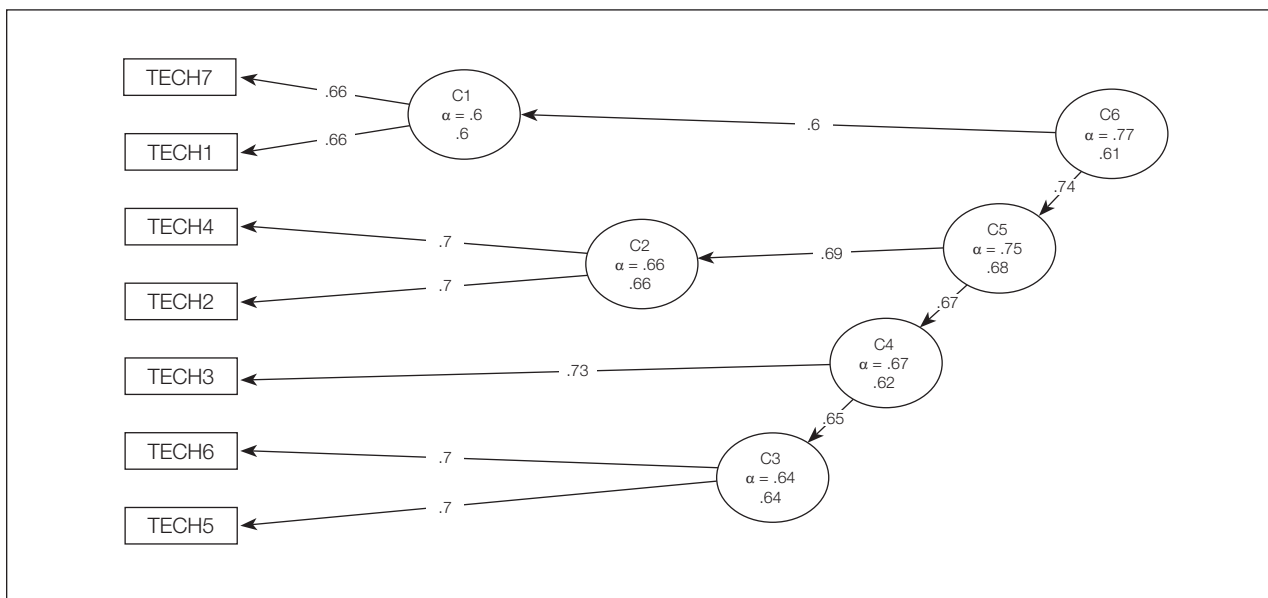 TECH7
TECH1
TECH4
TECH2
TECH3
TECH6
TECH5
.66
.66
C1
α = .6
.6
.6
C6
α = .77
.61
.74
.7
.7
C2
α = .66
.66
.69
C5
α = .75
.68
.67
.73
C4
α = .67
.62
.65
.7
.7
C3
α = .64
.64